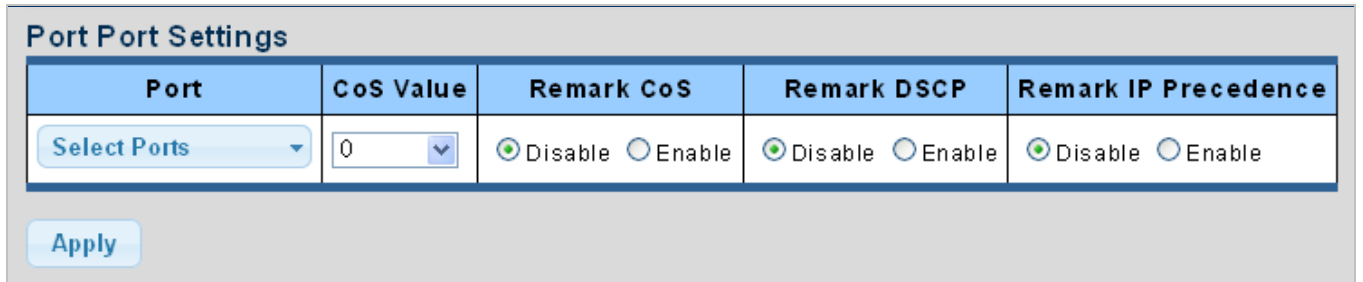 Port Port Settings
Port CoS Value Remark CoS Remark DSCP Remark IP Precedence
Select Ports 0 Disable Enable Disable Enable Disable Enable
Apply